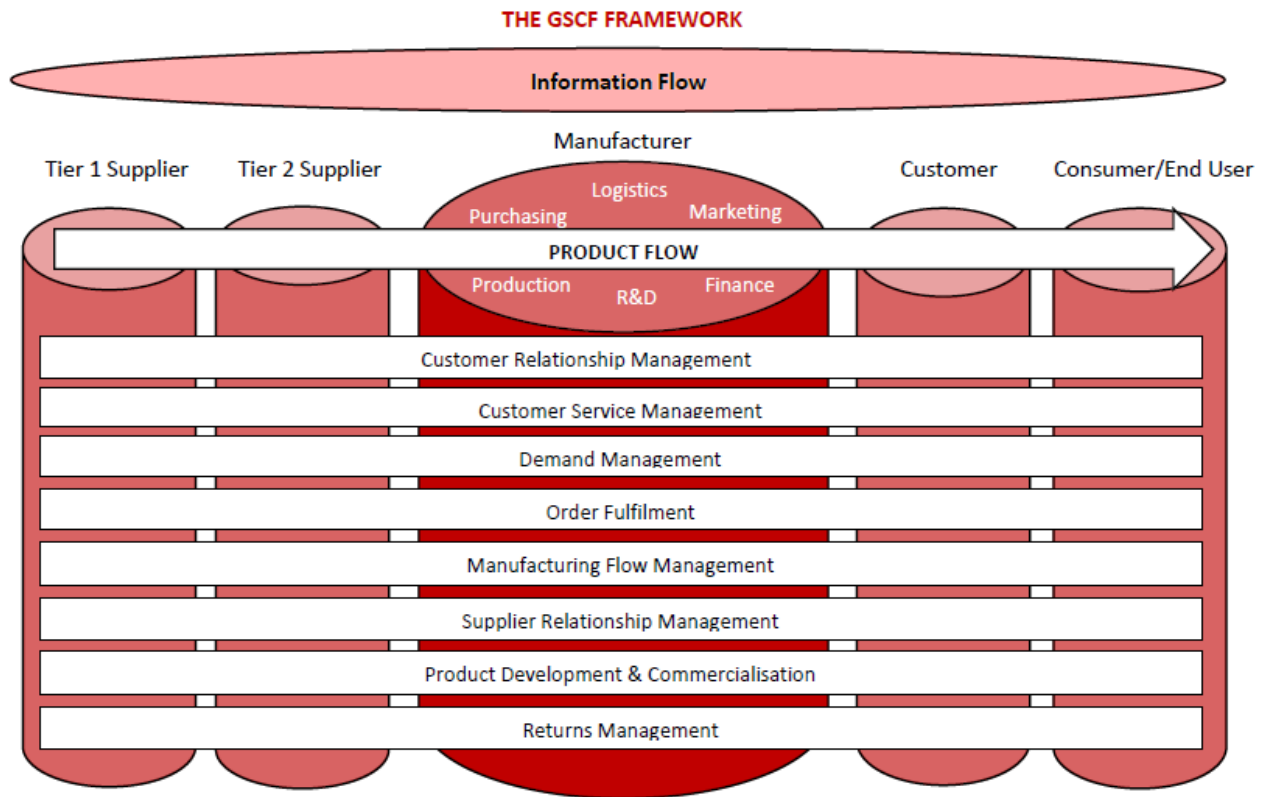 THE GSCF FRAMEWORK
Information Flow
Manufacturer
Tier 1 Supplier
Tier 2 Supplier
Customer
Consumer/End User
Logistics
Purchasing
Marketing
PRODUCT FLOW
Production
R&D
Finance
Customer Relationship Management
Customer Service Management
Demand Management
Order Fulfilment
Manufacturing Flow Management
Supplier Relationship Management
Product Development & Commercialisation
Returns Management